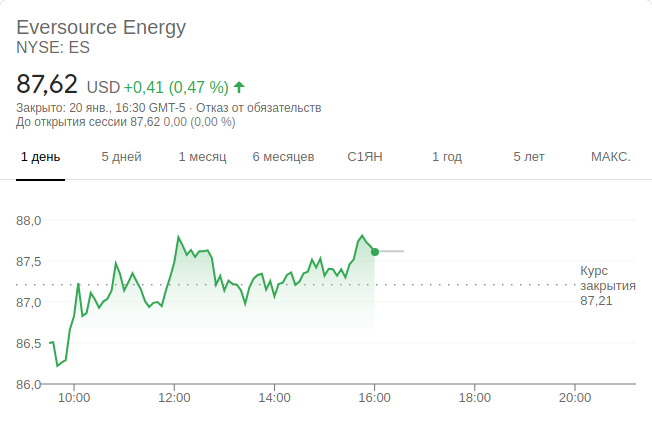 Eversource Energy
NYSE: ES
87,62 USD +0,41 (0,47 %)
Закрыто: 20 янв., 16:30 GMT-5 · Отказ от обязательств
До открытия сессии 87,62 0,00 (0,00 %)
1 день 5 дней 1 месяц 6 месяцев С1ЯН 1 год 5 лет МАКС.
88,0
87,5
87,0
86,5
86,0
Курс
закрытия
87,21
10:00 12:00 14:00 16:00 18:00 20:00